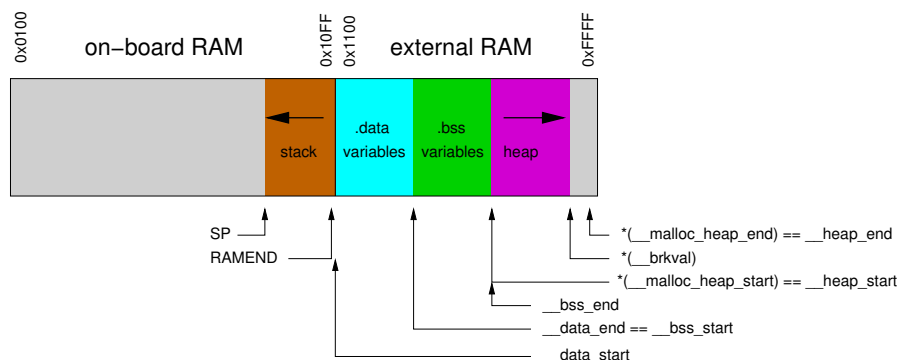 0x0100
on−board RAM
0x10FF
0x1100
external RAM
0xFFFF
stack
.data
variables
.bss
variables
heap
SP
RAMEND
*(__malloc_heap_end) == __heap_end
*(__brkval)
*(__malloc_heap_start) == __heap_start
__bss_end
__data_end == __bss_start
__data_start